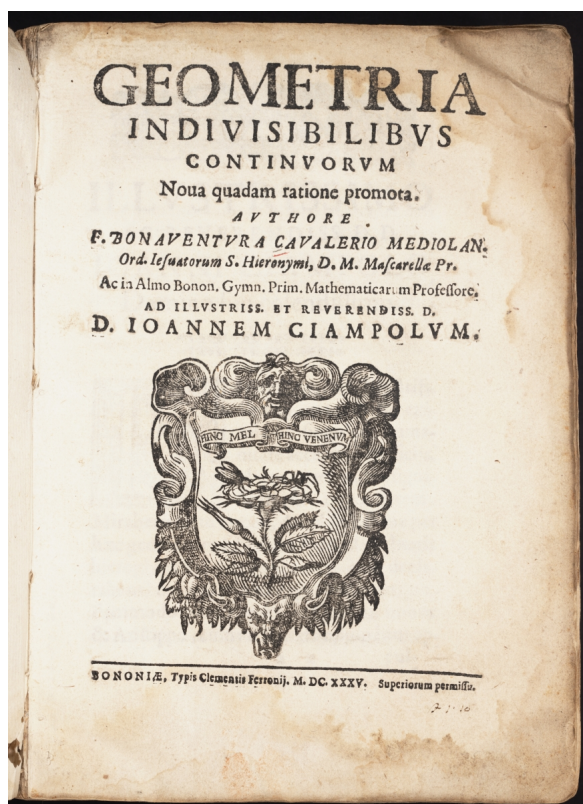 GEOMETRIA
INDIVISIBILIBVS
CONTINVORVM
Noua quadam ratione promota.
AVTHORE
F. BONAVENTVRA CAVALERIO MEDIOLAN.
Ord. Iesuatorum S. Hieronymi, D. M. Mascarellæ Pr.
Ac in Almo Bonon. Gymn. Prim. Mathematicarum Professore.
AD ILLVSTRISS. ET REVERENDISS. D.
D. IOANNEM CIAMPOLVM.
HINC MEL HINC VENENVM
BONONIÆ, Typis Clementis Ferronij. M. DC. XXXV. Superiorum permissu.